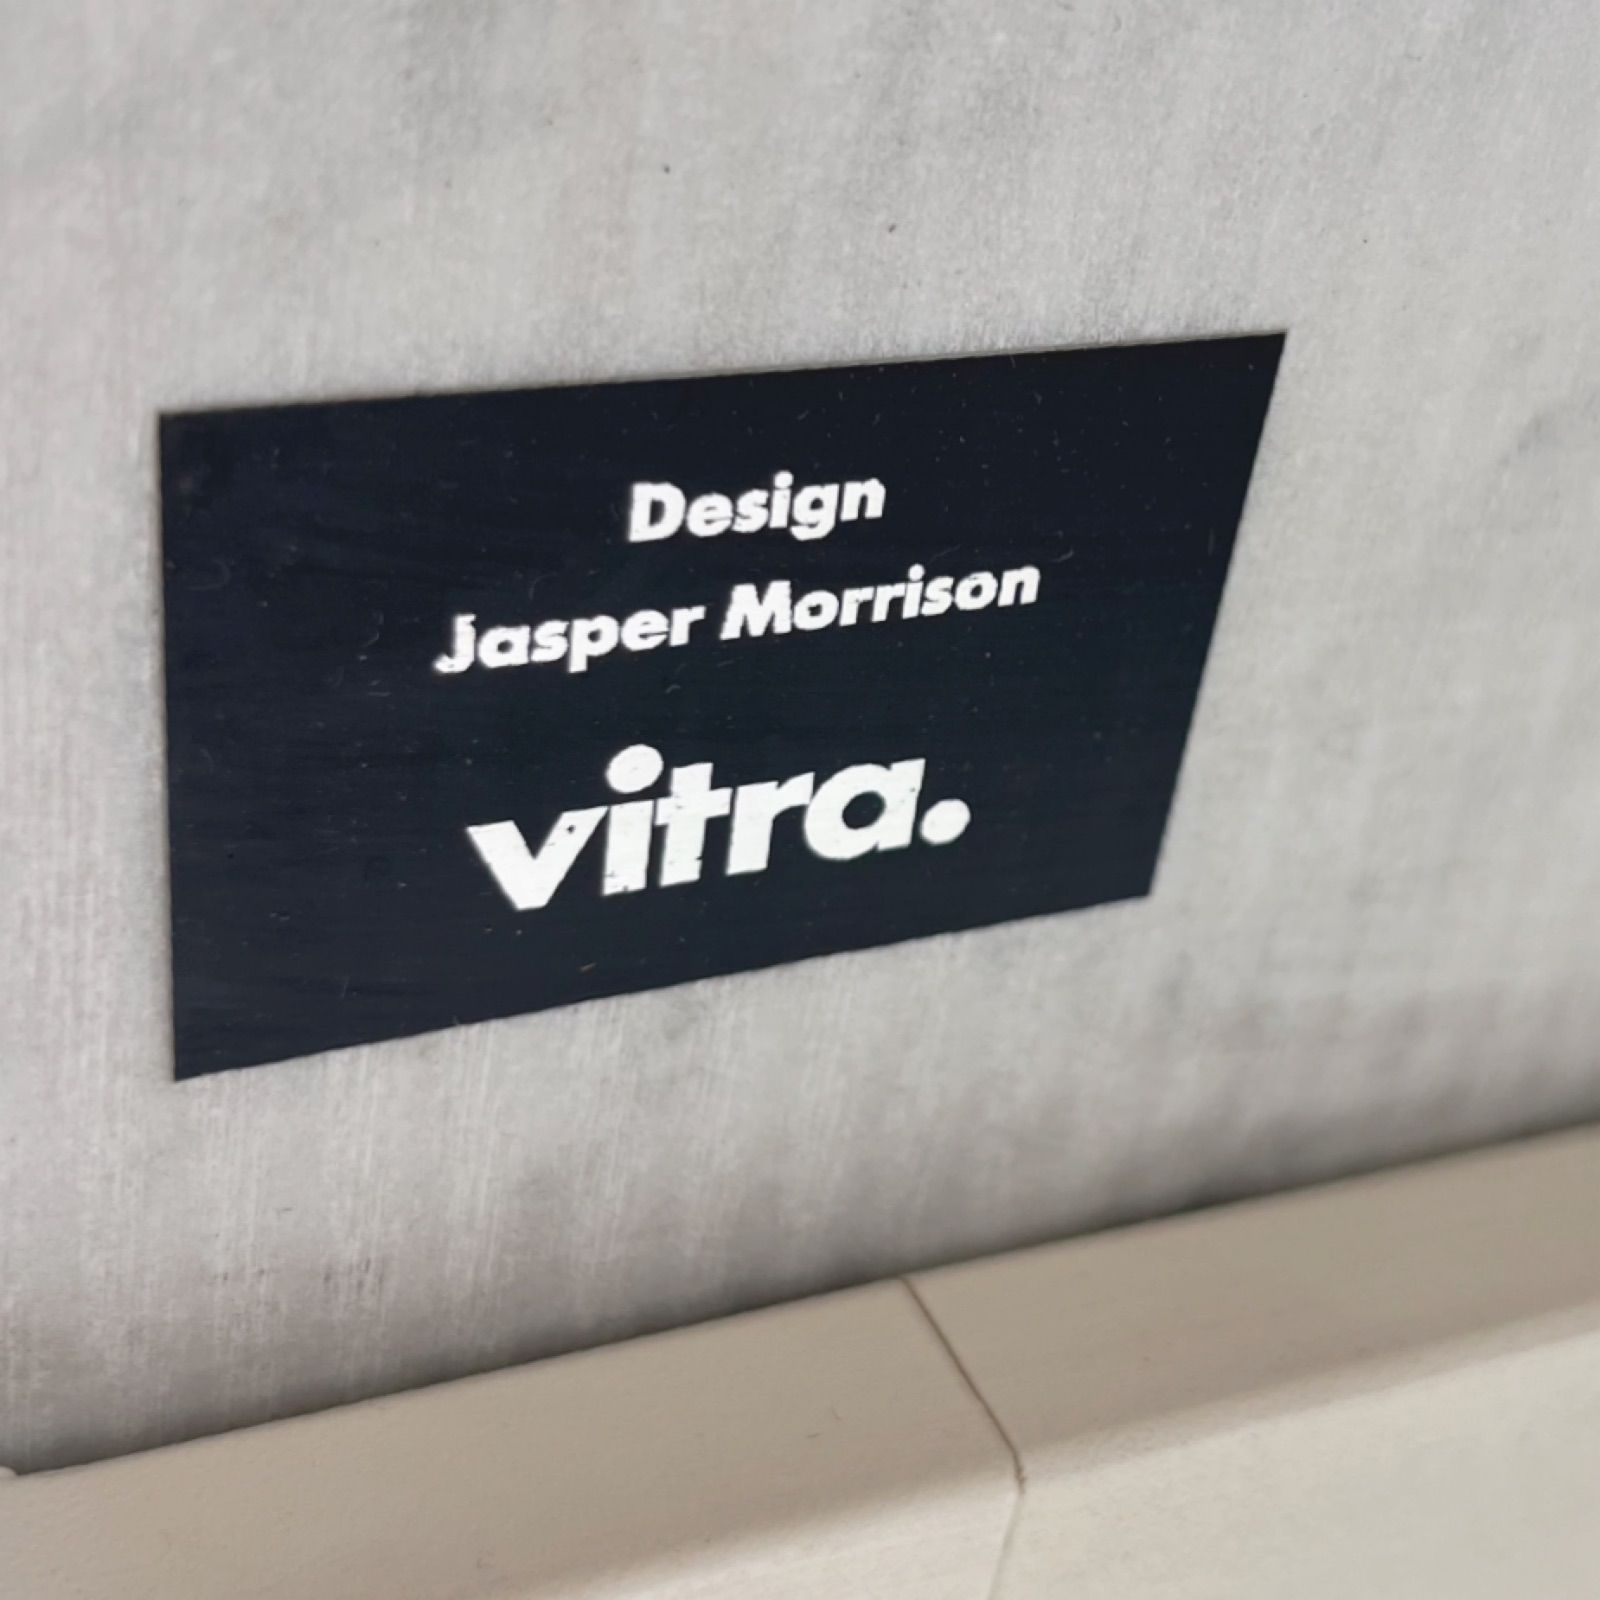 Design
Jasper Morrison
vitra.